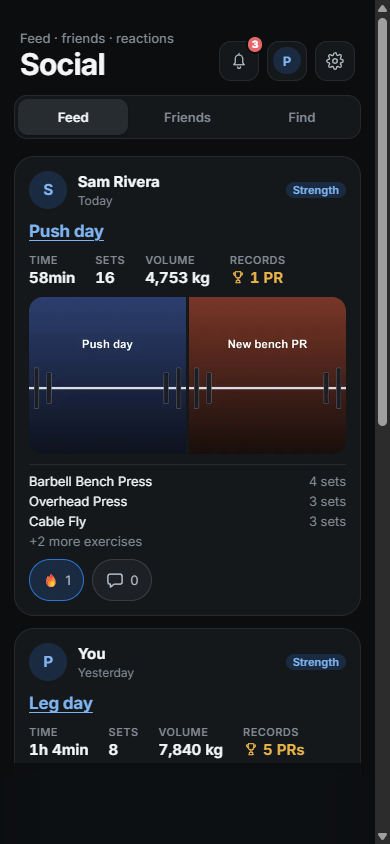 Feed · friends · reactions
Social
3
P
Feed Friends Find
S
Sam Rivera
Today
Strength
Push day
TIME SETS VOLUME RECORDS
58min 16 4,753 kg 1 PR
Push day New bench PR
Barbell Bench Press 4 sets
Overhead Press 3 sets
Cable Fly 3 sets
+2 more exercises
1 0
P
You
Yesterday
Strength
Leg day
TIME SETS VOLUME RECORDS
1h 4min 8 7,840 kg 5 PRs